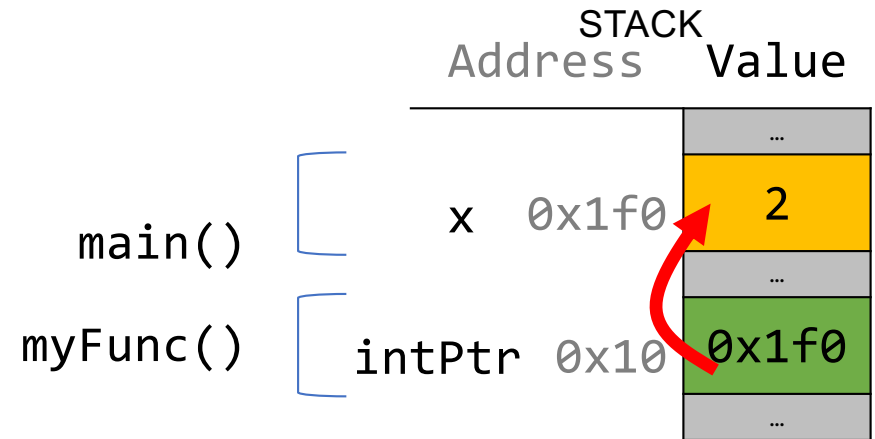 STACK
Address Value
…
x 0x1f0 2
main()
…
myFunc() intPtr 0x10 0x1f0
…